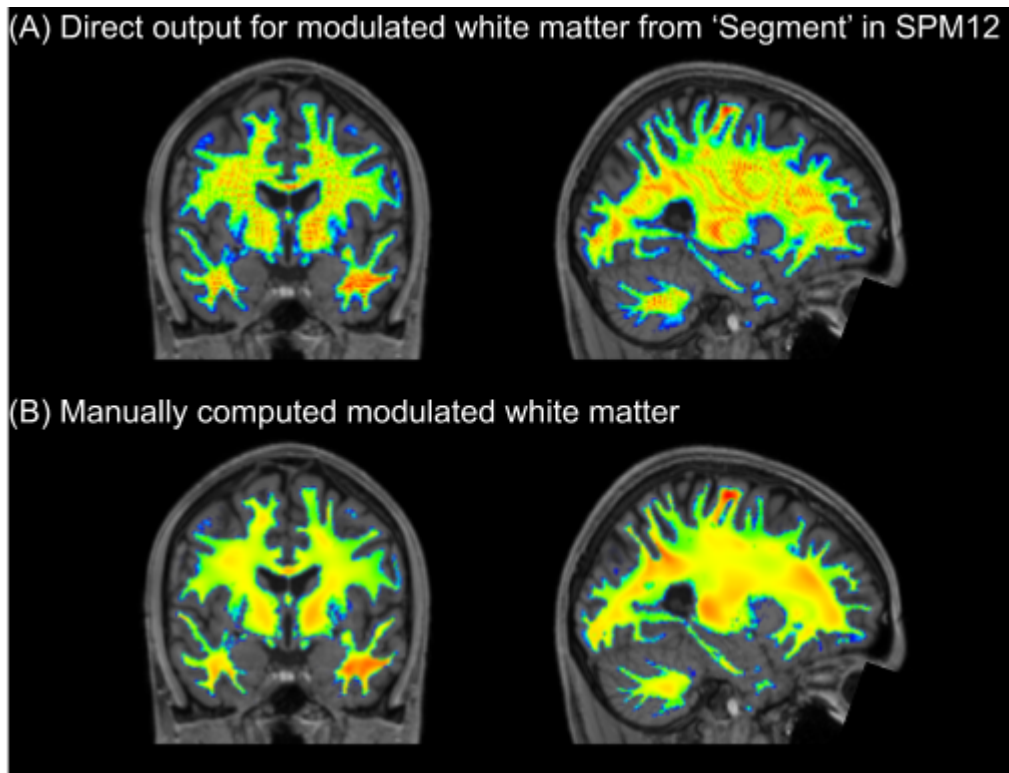 (A) Direct output for modulated white matter from ‘Segment’ in SPM12
(B) Manually computed modulated white matter